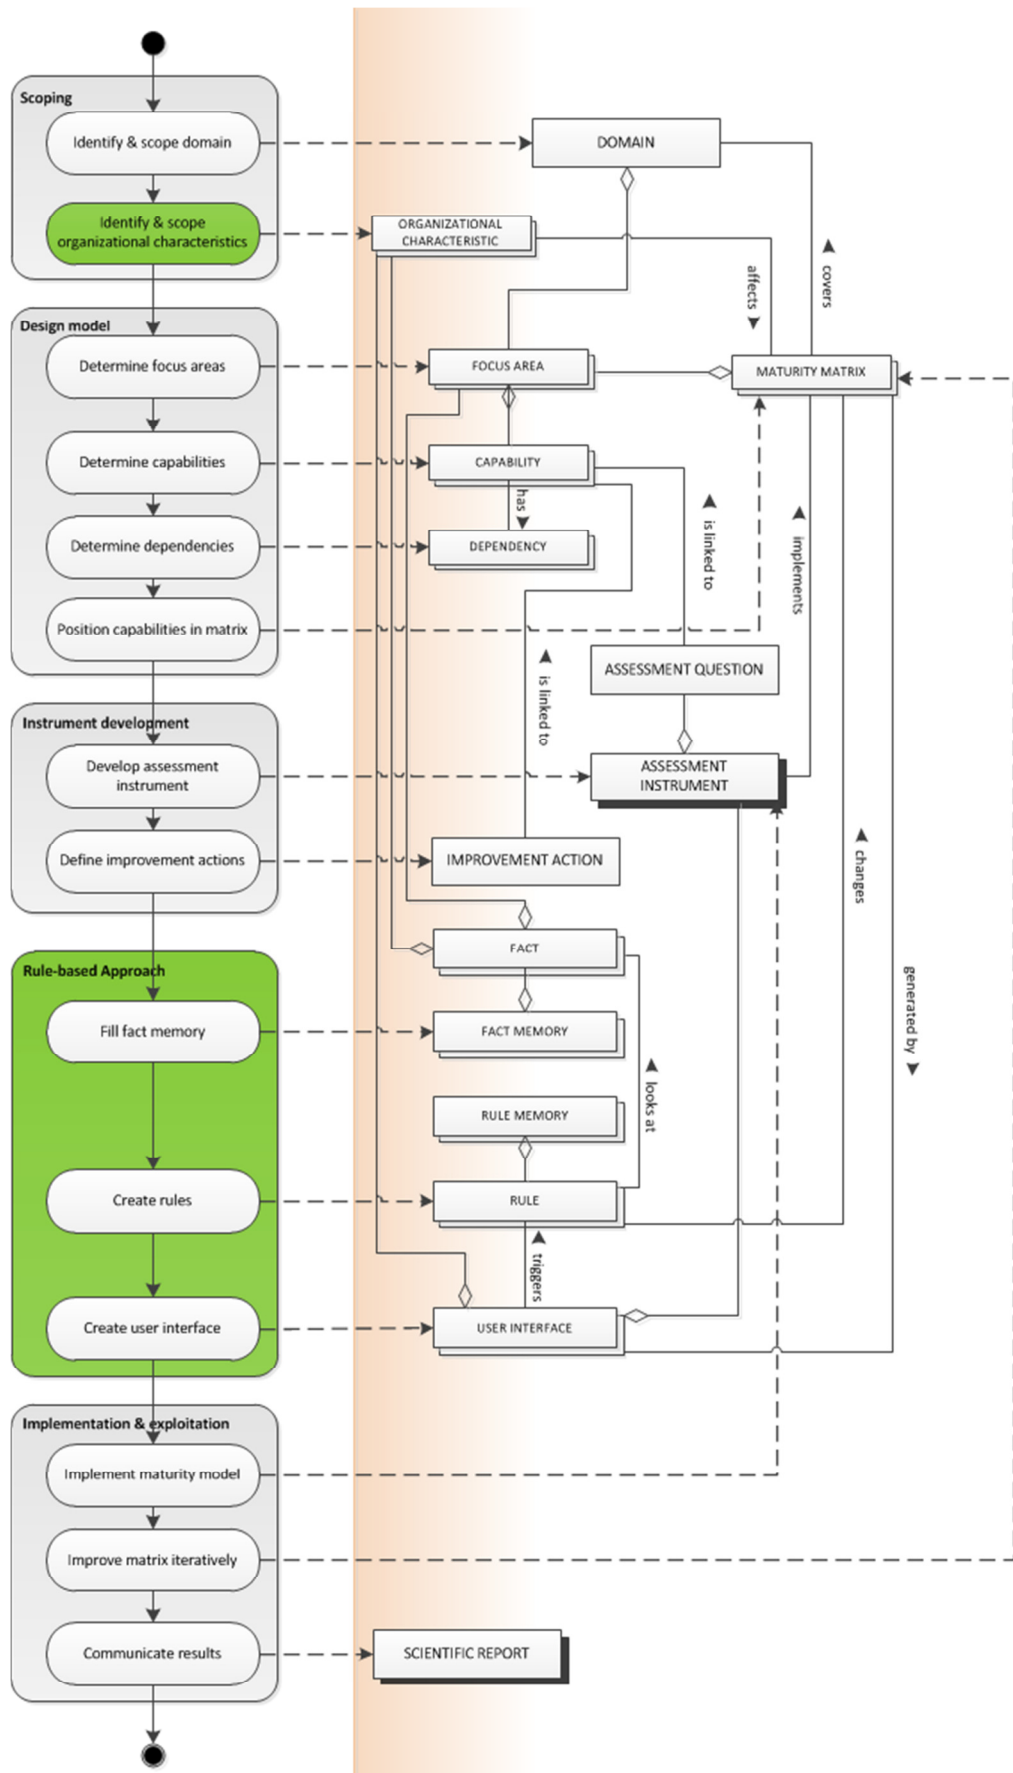 Scoping
Identify & scope domain
DOMAIN
Identify & scope
organizational characteristics
ORGANIZATIONAL
CHARACTERISTIC
affects
covers
Design model
Determine focus areas
FOCUS AREA
MATURITY MATRIX
Determine capabilities
CAPABILITY
has
is linked to
implements
Determine dependencies
DEPENDENCY
Position capabilities in matrix
ASSESSMENT QUESTION
is linked to
Instrument development
Develop assessment
instrument
ASSESSMENT
INSTRUMENT
Define improvement actions
IMPROVEMENT ACTION
changes
FACT
generated by
Rule-based Approach
Fill fact memory
FACT MEMORY
looks at
RULE MEMORY
Create rules
RULE
triggers
Create user interface
USER INTERFACE
Implementation & exploitation
Implement maturity model
Improve matrix iteratively
Communicate results
SCIENTIFIC REPORT